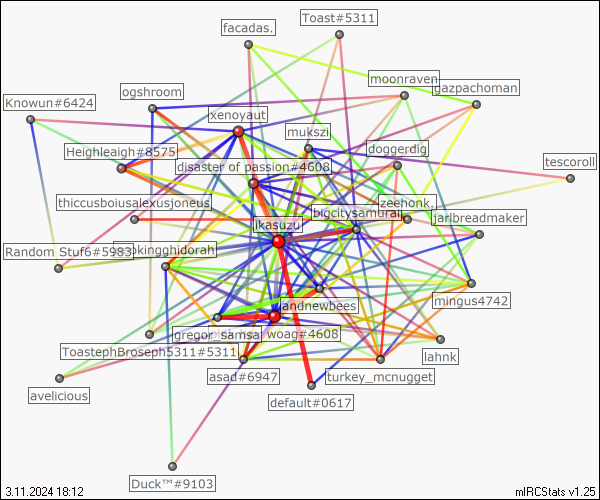 Toast#5311
facadas.
moonraven
gazpachoman
ogshroom
Knowun#6424
xenoyaut
mukszi
Heighleaigh#8575
doggerdig
disaster of passion#4608
tescoroll
thiccusboiusalexusjoneus
zeehonk.
bigcitysamurai
jarlbreadmaker
jkasuzu
Random Stuf6#5983
kingghidorah
mingus4742
jandnewbees
gregor_samsa
woag#4608
ToastephBroseph5311#5311
lahnk
asad#6947
turkey_mcnugget
avelicious
default#0617
Duck™#9103
3.11.2024 18:12
mIRCStats v1.25